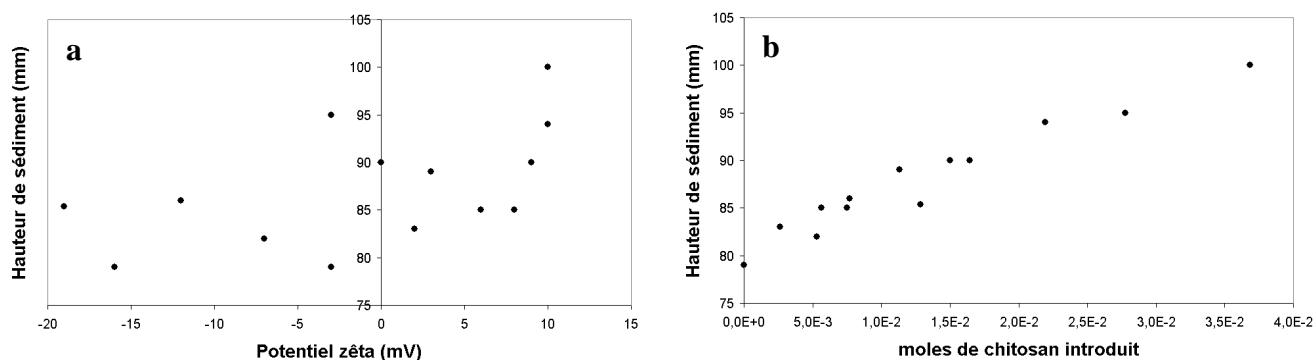 a
Hauteur de sédiment (mm)
105
100
95
90
85
80
75
-20 -15 -10 -5 0 5 10 15
Potentiel zêta (mV)
b
Hauteur de sédiment (mm)
105
100
95
90
85
80
75
0,0E+0 5,0E-3 1,0E-2 1,5E-2 2,0E-2 2,5E-2 3,0E-2 3,5E-2 4,0E-2
moles de chitosan introduit